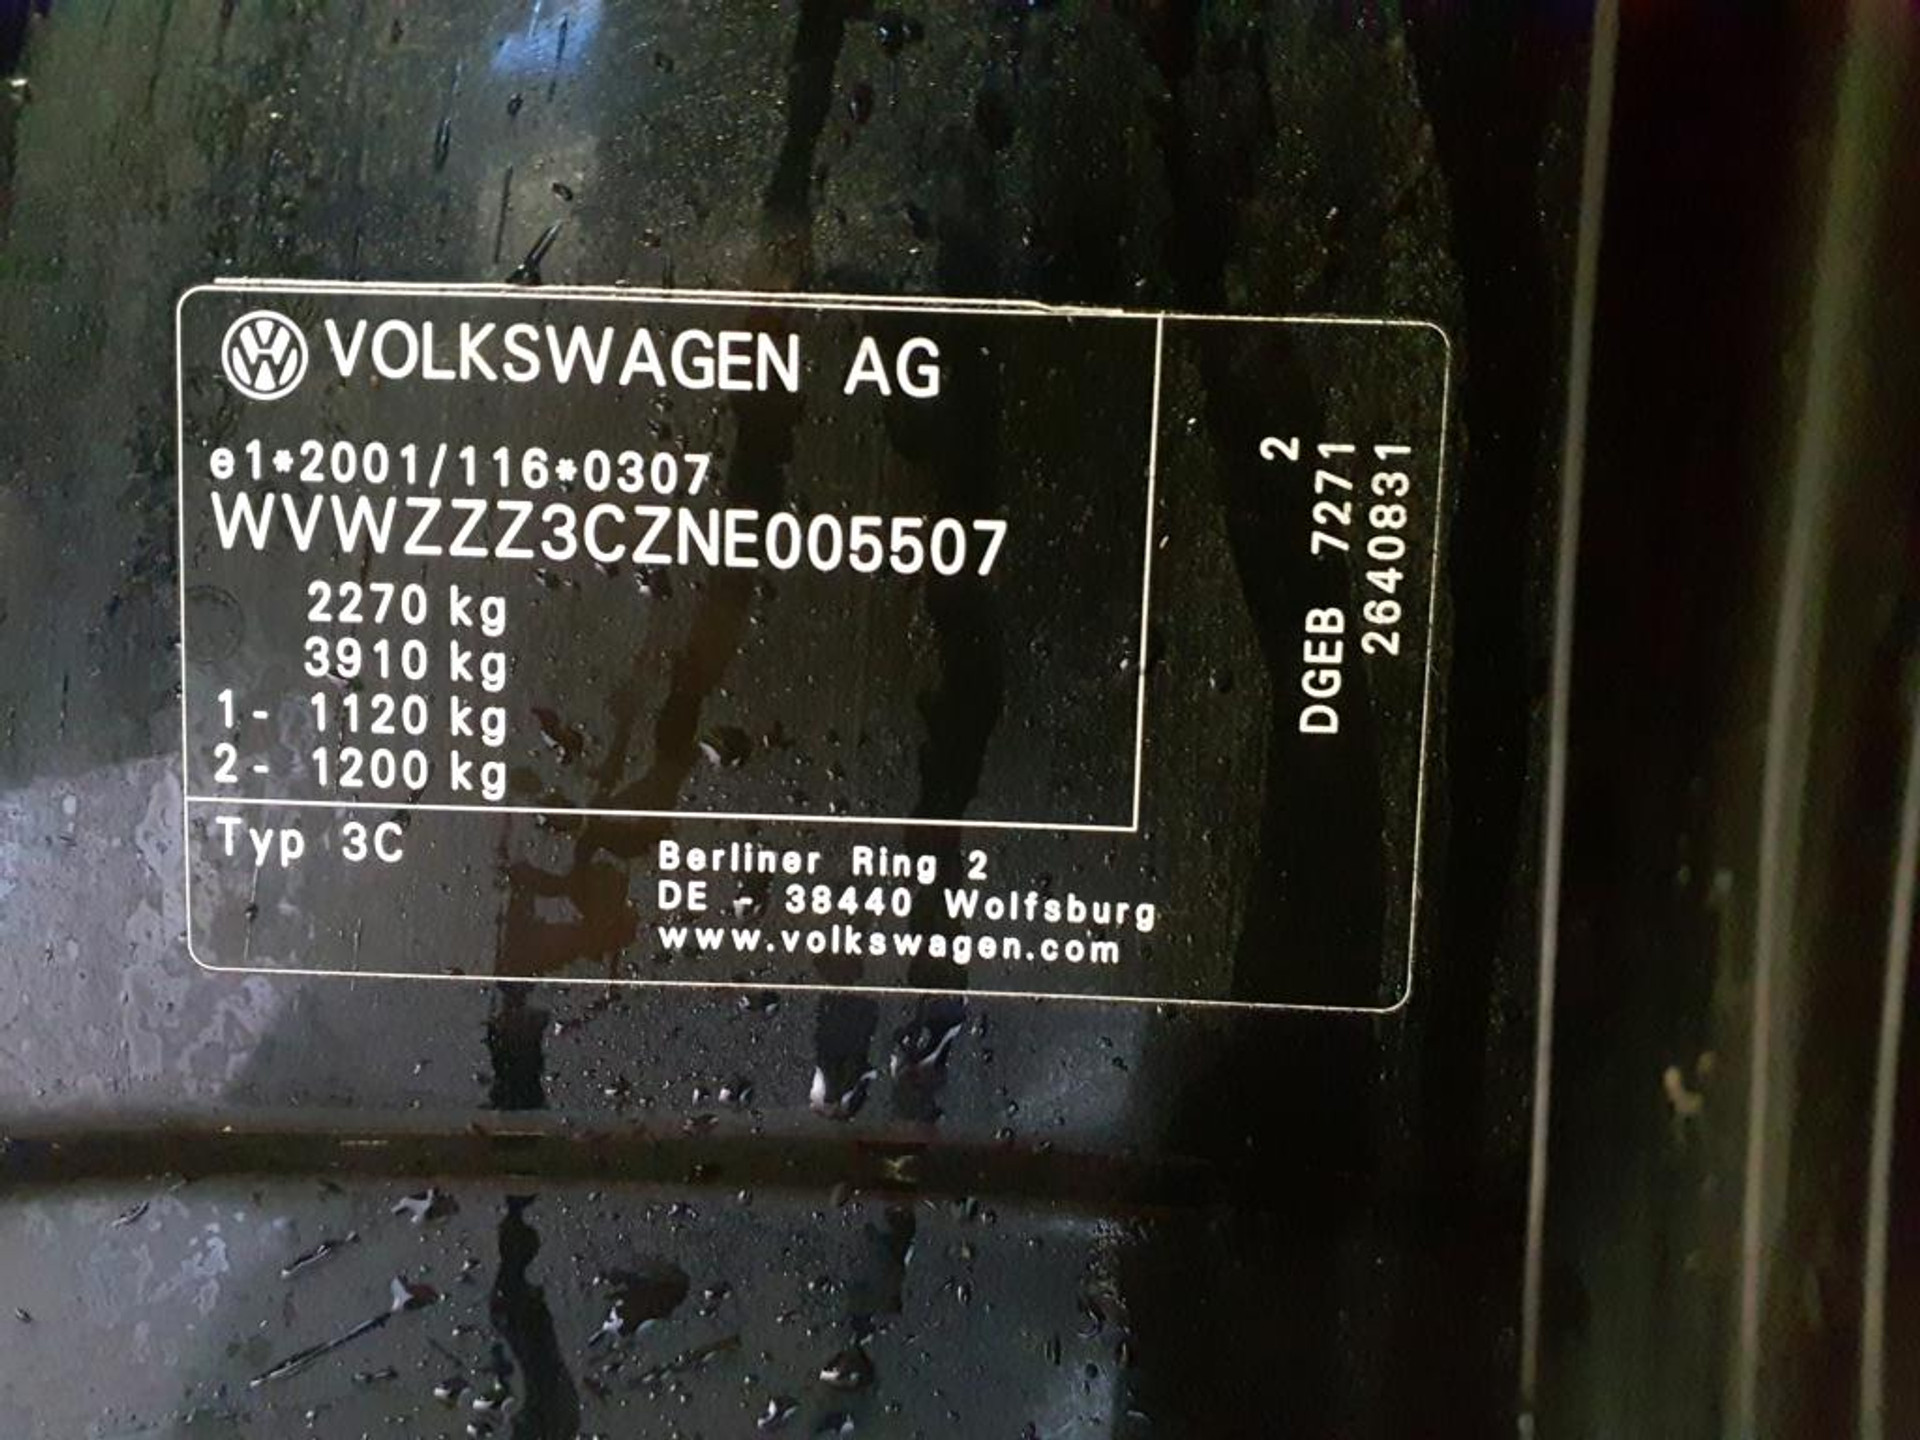 VOLKSWAGEN AG
e1*2001/116*0307
WVWZZZ3CZNE005507
2270 kg
3910 kg
1- 1120 kg
2- 1200 kg
Typ 3C
Berliner Ring 2
DE - 38440 Wolfsburg
www.volkswagen.com
2
DGEB 7271
2640831